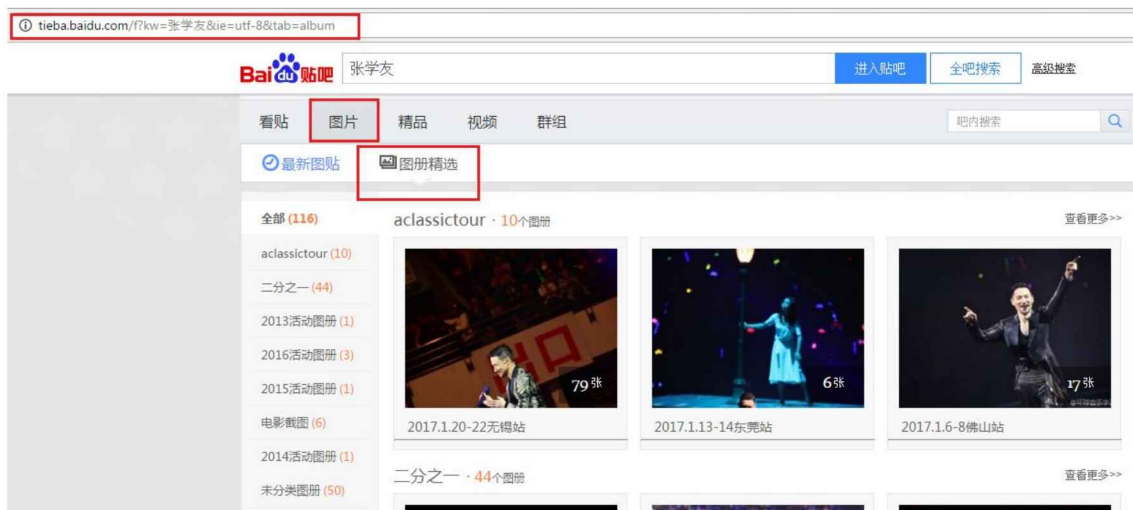 tieba.baidu.com/f?kw=张学友&ie=utf-8&tab=album
Bai du 贴吧 张学友 进入贴吧 全吧搜索 高级搜索
看贴 图片 精品 视频 群组 吧内搜索
最新图贴 图册精选
全部 (116) aclassictour · 10个图册 查看更多>>
aclassictour (10)
二分之一 (44)
2013活动图册 (1)
2016活动图册 (3)
出口
2015活动图册 (1) 79张 6张 17张
电影截图 (6) 2017.1.20-22无锡站 2017.1.13-14东莞站 2017.1.6-8佛山站
2014活动图册 (1)
二分之一 · 44个图册 查看更多>>
未分类图册 (50)